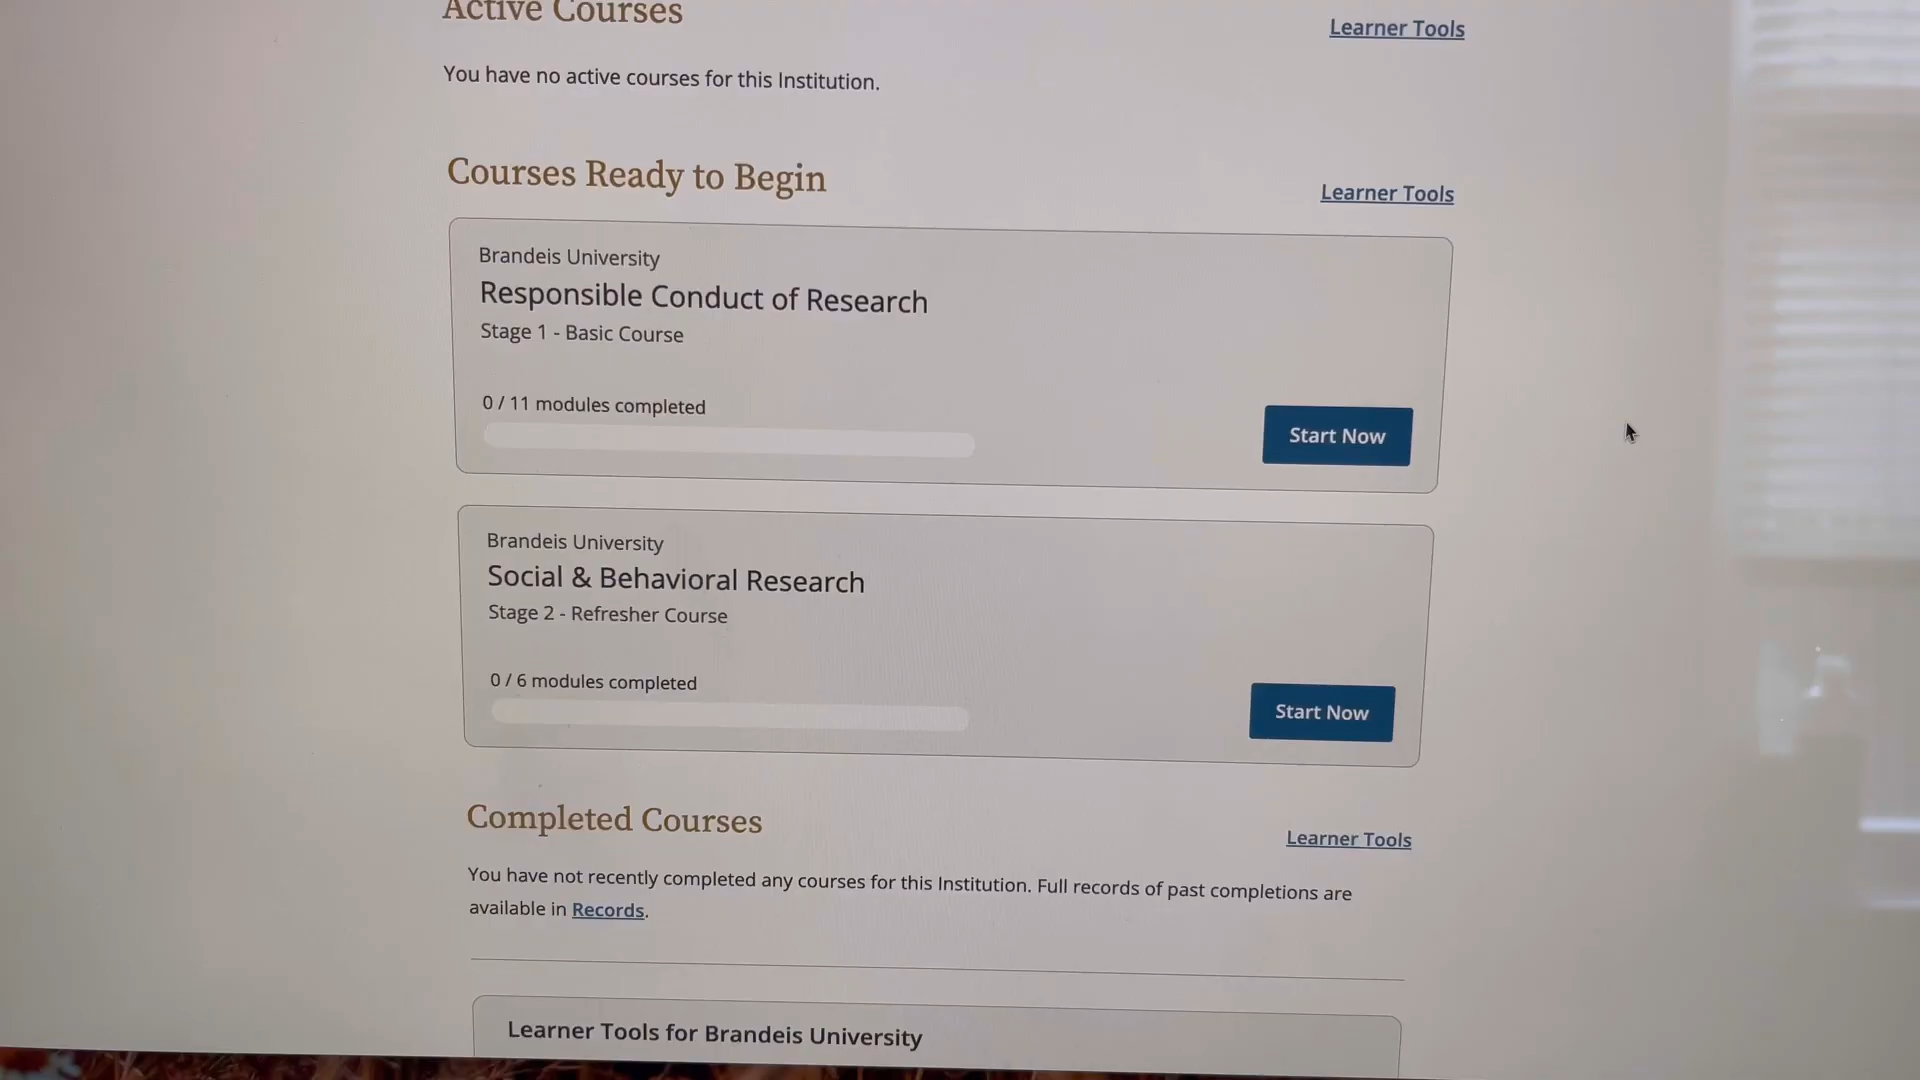 Active Courses
Learner Tools
You have no active courses for this Institution.
Courses Ready to Begin
Learner Tools
Brandeis University
Responsible Conduct of Research
Stage 1 - Basic Course
0 / 11 modules completed
Start Now
Brandeis University
Social & Behavioral Research
Stage 2 - Refresher Course
0 / 6 modules completed
Start Now
Completed Courses
Learner Tools
You have not recently completed any courses for this Institution. Full records of past completions are
available in Records.
Learner Tools for Brandeis University